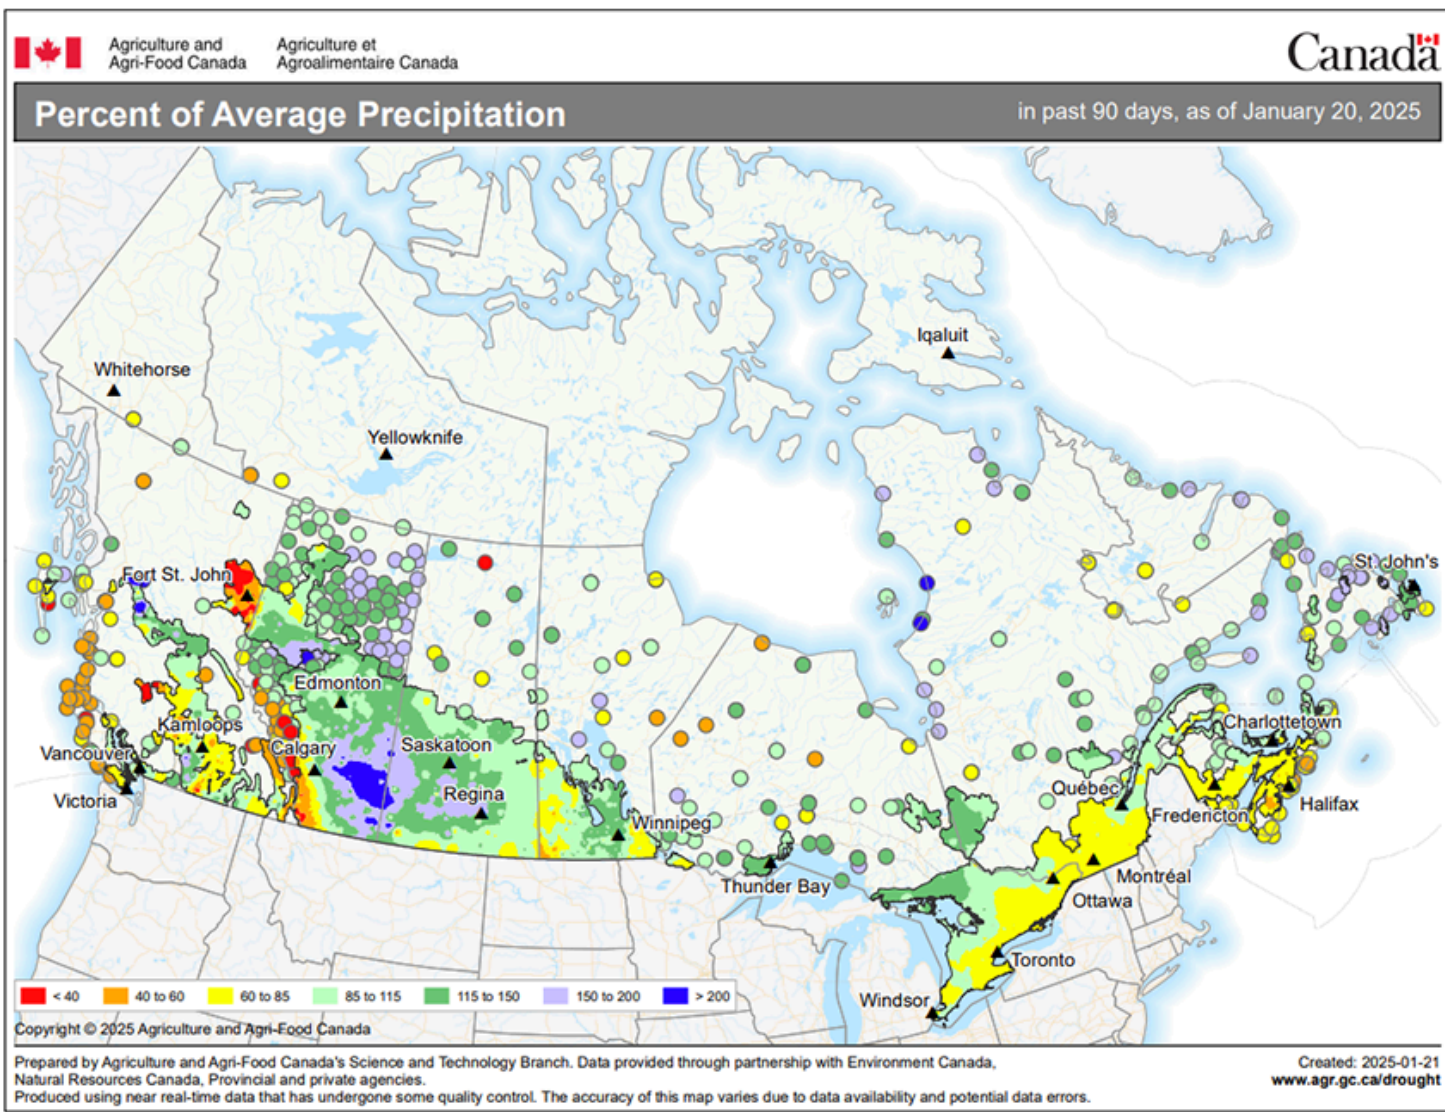 Agriculture and
Agri-Food Canada
Agriculture et
Agroalimentaire Canada
Canada
Percent of Average Precipitation
in past 90 days, as of January 20, 2025
Iqaluit
Whitehorse
Yellowknife
St. John's
Fort St. John
Edmonton
Kamloops
Charlottetown
Calgary
Saskatoon
Vancouver
Québec
Regina
Victoria
Halifax
Fredericton
Winnipeg
Montréal
Thunder Bay
Ottawa
Toronto
Windsor
< 40
40 to 60
60 to 85
85 to 115
115 to 150
150 to 200
> 200
Copyright © 2025 Agriculture and Agri-Food Canada
Prepared by Agriculture and Agri-Food Canada's Science and Technology Branch. Data provided through partnership with Environment Canada,
Natural Resources Canada, Provincial and private agencies.
Produced using near real-time data that has undergone some quality control. The accuracy of this map varies due to data availability and potential data errors.
Created: 2025-01-21
www.agr.gc.ca/drought